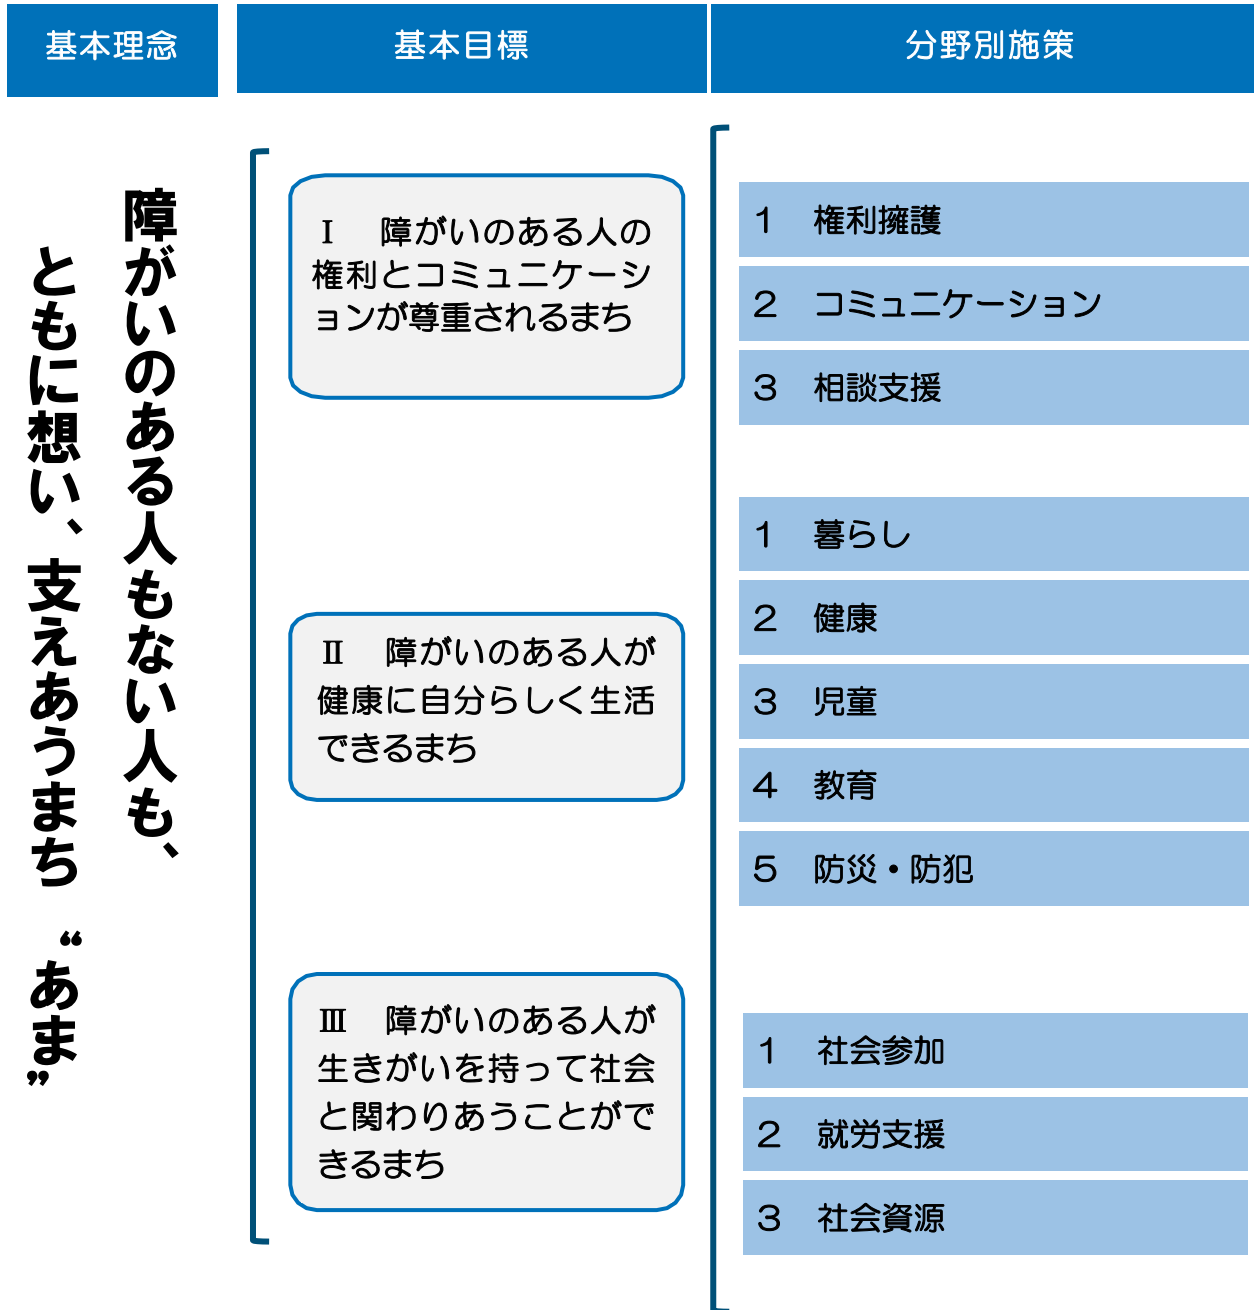 基本理念
基本目標
分野別施策
障がいのある人もない人も、
ともに想い、支えあうまち “あま”
Ⅰ　障がいのある人の
権利とコミュニケーシ
ョンが尊重されるまち
１　権利擁護
２　コミュニケーション
３　相談支援
Ⅱ　障がいのある人が
健康に自分らしく生活
できるまち
１　暮らし
２　健康
３　児童
４　教育
５　防災・防犯
Ⅲ　障がいのある人が
生きがいを持って社会
と関わりあうことがで
きるまち
１　社会参加
２　就労支援
３　社会資源